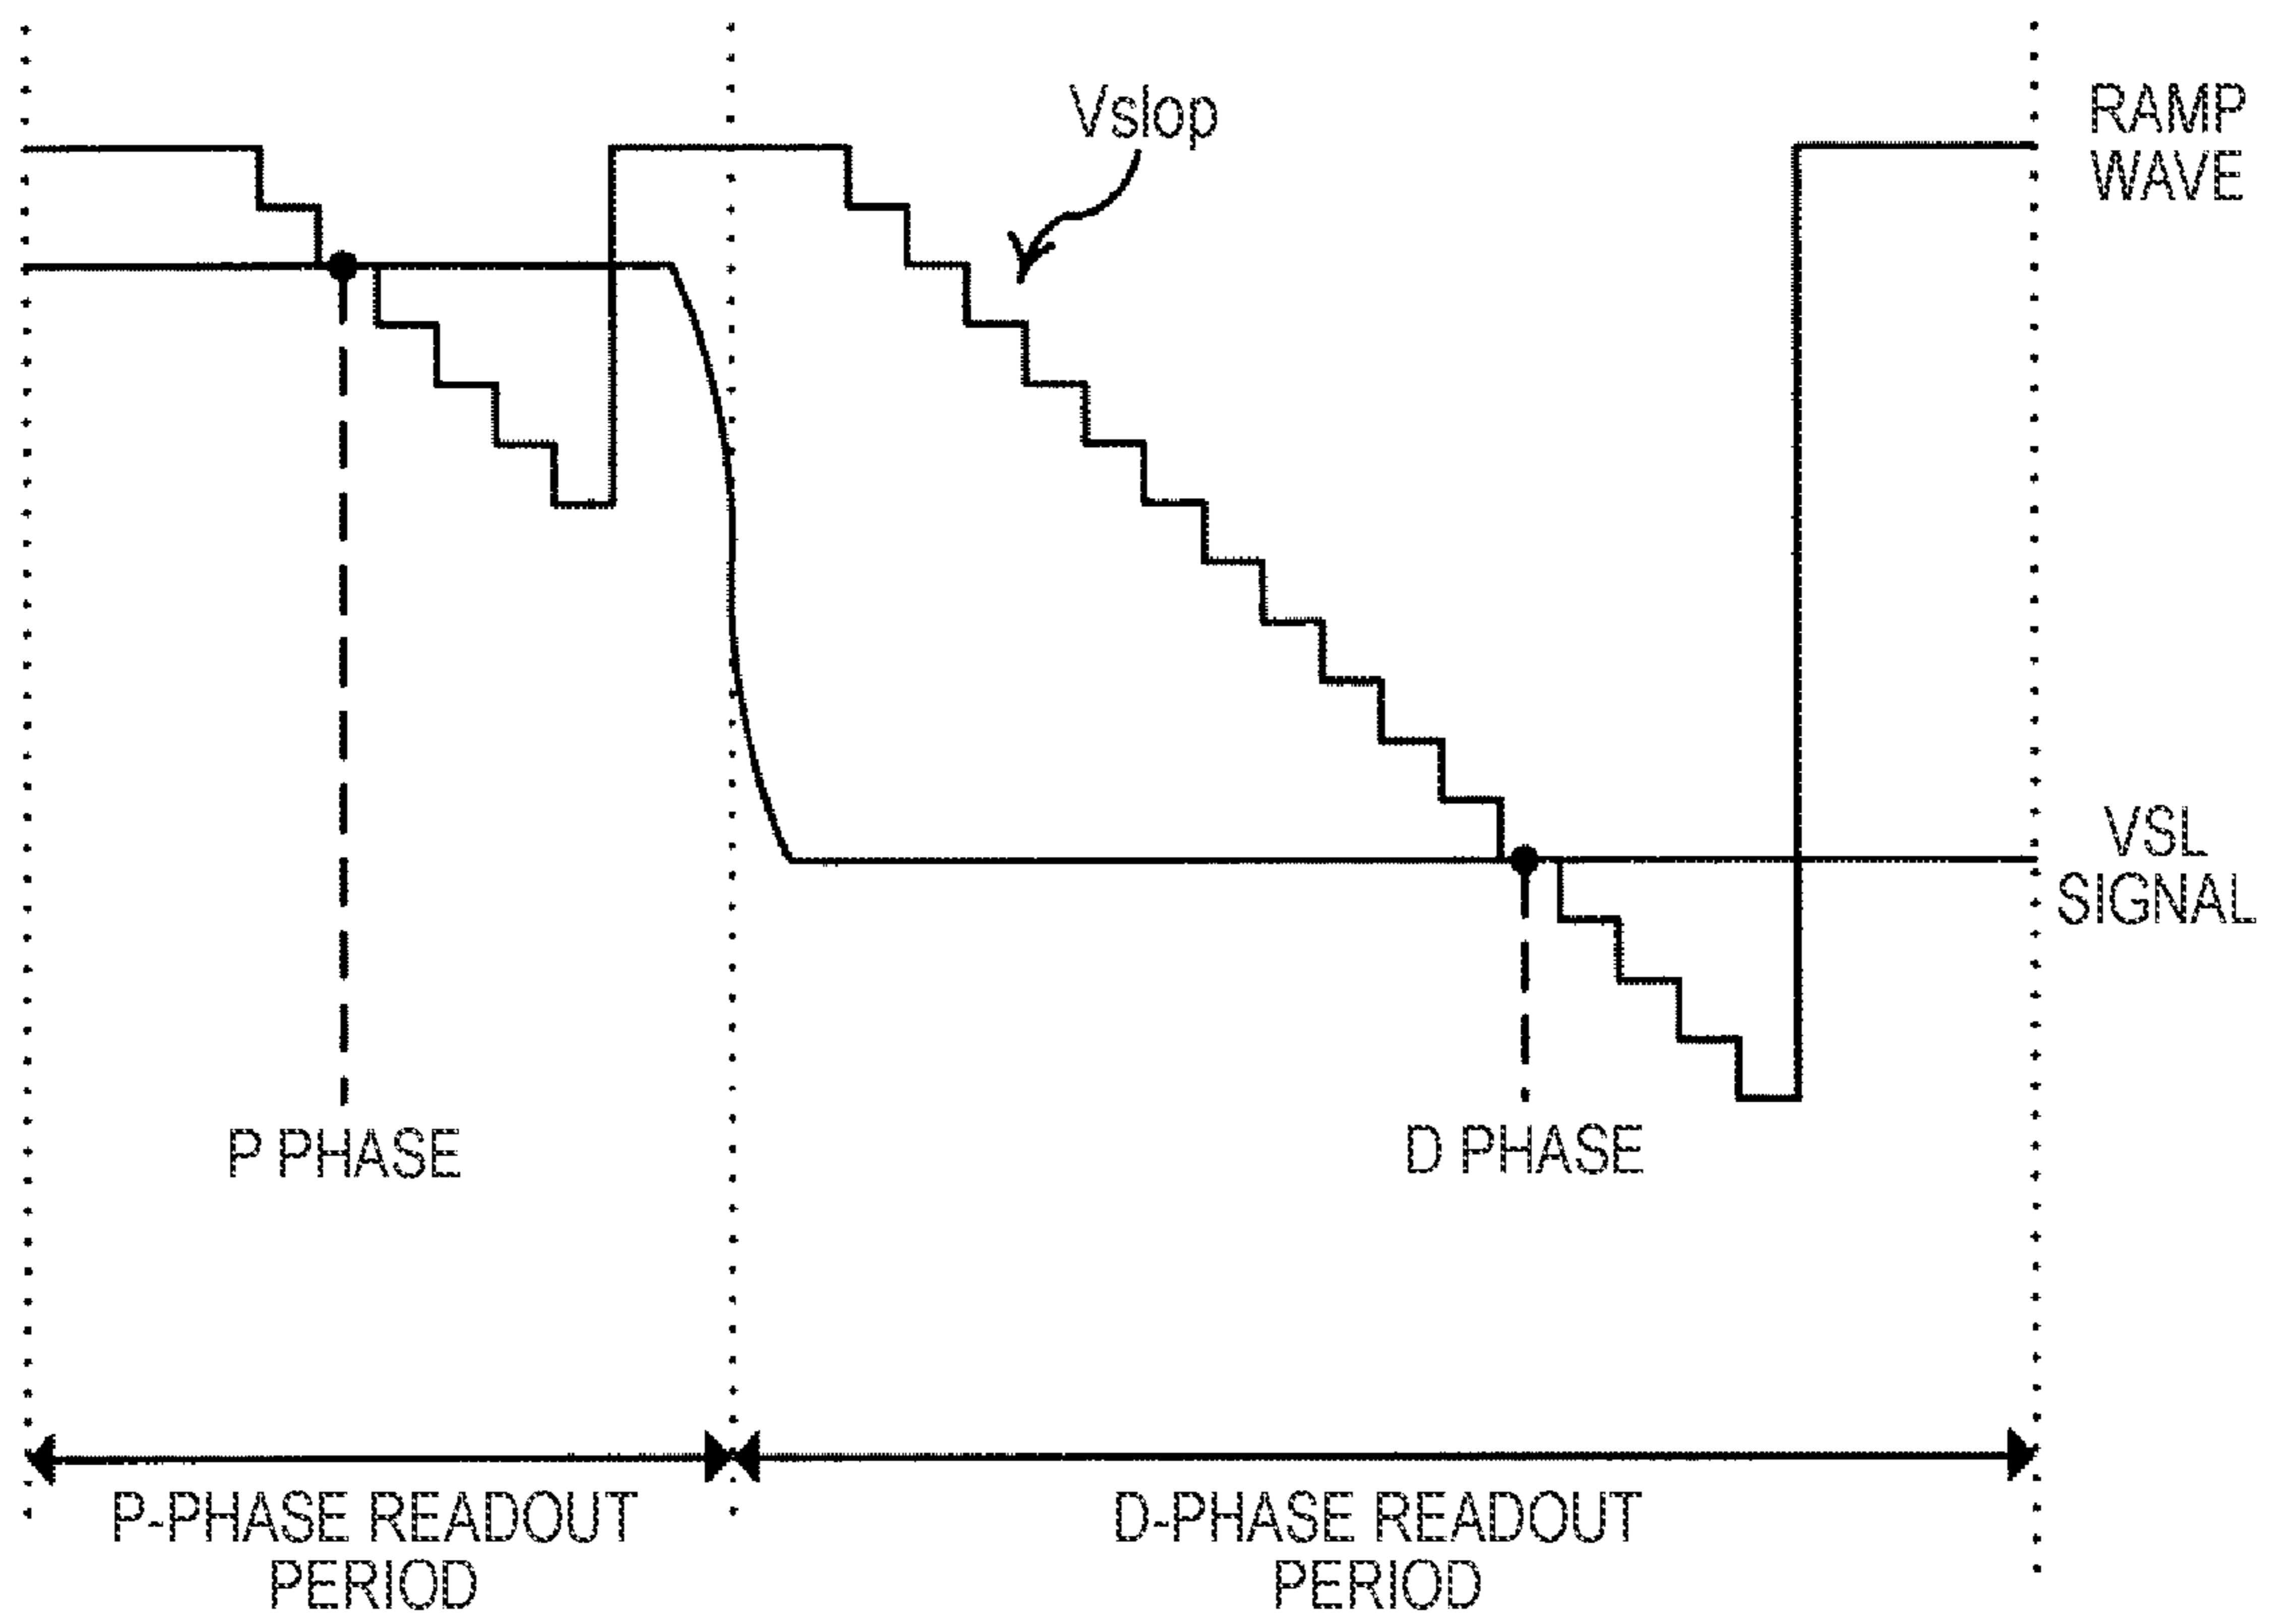 Vslop
RAMP
WAVE
VSL
SIGNAL
P PHASE
D PHASE
P-PHASE READOUT
PERIOD
D-PHASE READOUT
PERIOD